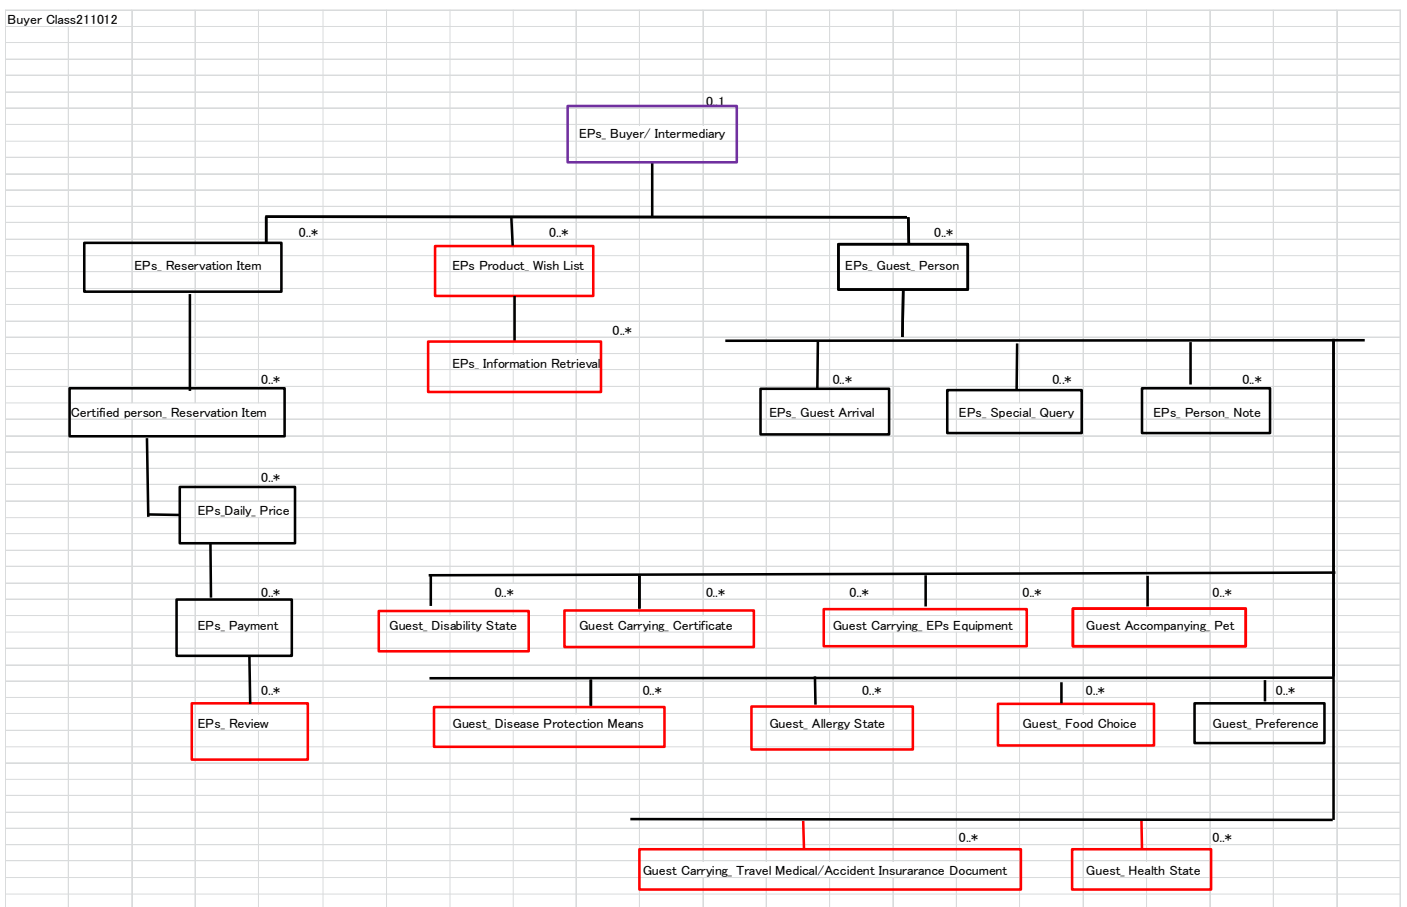 Buyer Class211012
0.1
EPs_ Buyer/ Intermediary
0..*
0..*
0..*
EPs_ Reservation Item
EPs Product_ Wish List
EPs_ Guest_ Person
0..*
EPs_ Information Retrieval
0..*
0..*
0..*
0..*
Certified person_ Reservation Item
EPs_ Guest Arrival
EPs_ Special_ Query
EPs_ Person_ Note
0..*
EPs_Daily_ Price
0..*
0..*
0..*
0..*
0..*
0..*
EPs_ Payment
Guest_ Disability State
Guest Carrying_ Certificate
Guest Carrying_ EPs Equipment
Guest Accompanying_ Pet
0..*
0..*
0..*
0..*
0..*
EPs_ Review
Guest_ Disease Protection Means
Guest_ Allergy State
Guest_ Food Choice
Guest_ Preference
0..*
0..*
Guest Carrying_ Travel Medical/Accident Insurarance Document
Guest_ Health State